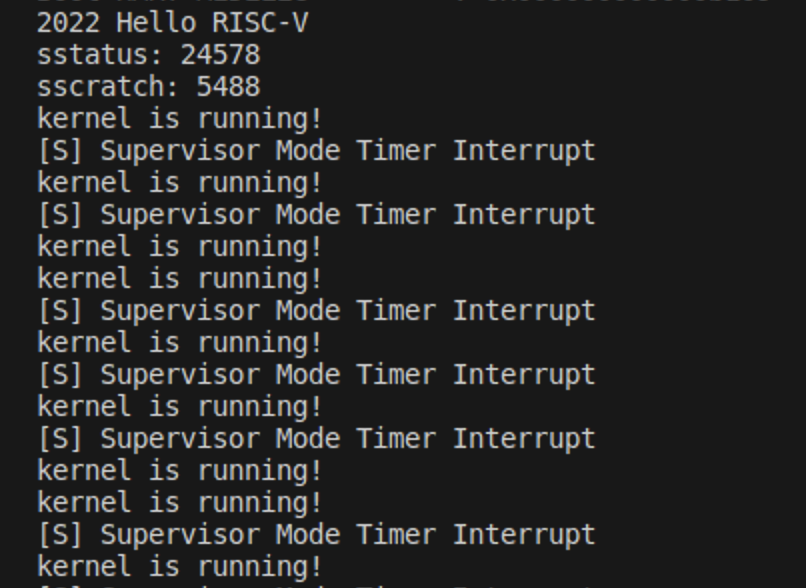 2022 Hello RISC-V
sstatus: 24578
sscratch: 5488
kernel is running!
[S] Supervisor Mode Timer Interrupt
kernel is running!
[S] Supervisor Mode Timer Interrupt
kernel is running!
kernel is running!
[S] Supervisor Mode Timer Interrupt
kernel is running!
[S] Supervisor Mode Timer Interrupt
kernel is running!
[S] Supervisor Mode Timer Interrupt
kernel is running!
kernel is running!
[S] Supervisor Mode Timer Interrupt
kernel is running!